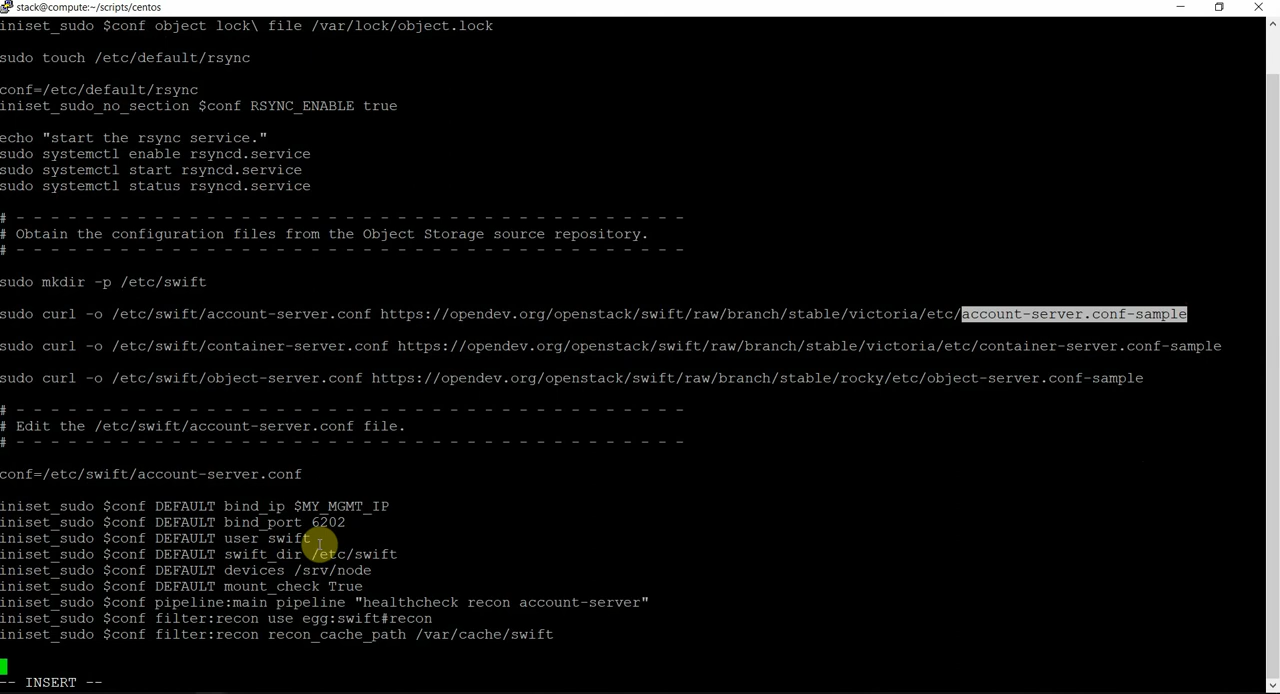 stack@compute:~/scripts/centos
iniset_sudo $conf object lock\ file /var/lock/object.lock
sudo touch /etc/default/rsync
conf=/etc/default/rsync
iniset_sudo_no_section $conf RSYNC_ENABLE true
echo "start the rsync service."
sudo systemctl enable rsyncd.service
sudo systemctl start rsyncd.service
sudo systemctl status rsyncd.service
# - - - - - - - - - - - - - - - - - - - - - - - - - - - - - - - - - - - - - - -
# Obtain the configuration files from the Object Storage source repository.
# - - - - - - - - - - - - - - - - - - - - - - - - - - - - - - - - - - - - - - -
sudo mkdir -p /etc/swift
sudo curl -o /etc/swift/account-server.conf https://opendev.org/openstack/swift/raw/branch/stable/victoria/etc/account-server.conf-sample
sudo curl -o /etc/swift/container-server.conf https://opendev.org/openstack/swift/raw/branch/stable/victoria/etc/container-server.conf-sample
sudo curl -o /etc/swift/object-server.conf https://opendev.org/openstack/swift/raw/branch/stable/rocky/etc/object-server.conf-sample
# - - - - - - - - - - - - - - - - - - - - - - - - - - - - - - - - - - - - - - -
# Edit the /etc/swift/account-server.conf file.
# - - - - - - - - - - - - - - - - - - - - - - - - - - - - - - - - - - - - - - -
conf=/etc/swift/account-server.conf
iniset_sudo $conf DEFAULT bind_ip $MY_MGMT_IP
iniset_sudo $conf DEFAULT bind_port 6202
iniset_sudo $conf DEFAULT user swift
iniset_sudo $conf DEFAULT swift_dir /etc/swift
iniset_sudo $conf DEFAULT devices /srv/node
iniset_sudo $conf DEFAULT mount_check True
iniset_sudo $conf pipeline:main pipeline "healthcheck recon account-server"
iniset_sudo $conf filter:recon use egg:swift#recon
iniset_sudo $conf filter:recon recon_cache_path /var/cache/swift
-- INSERT --